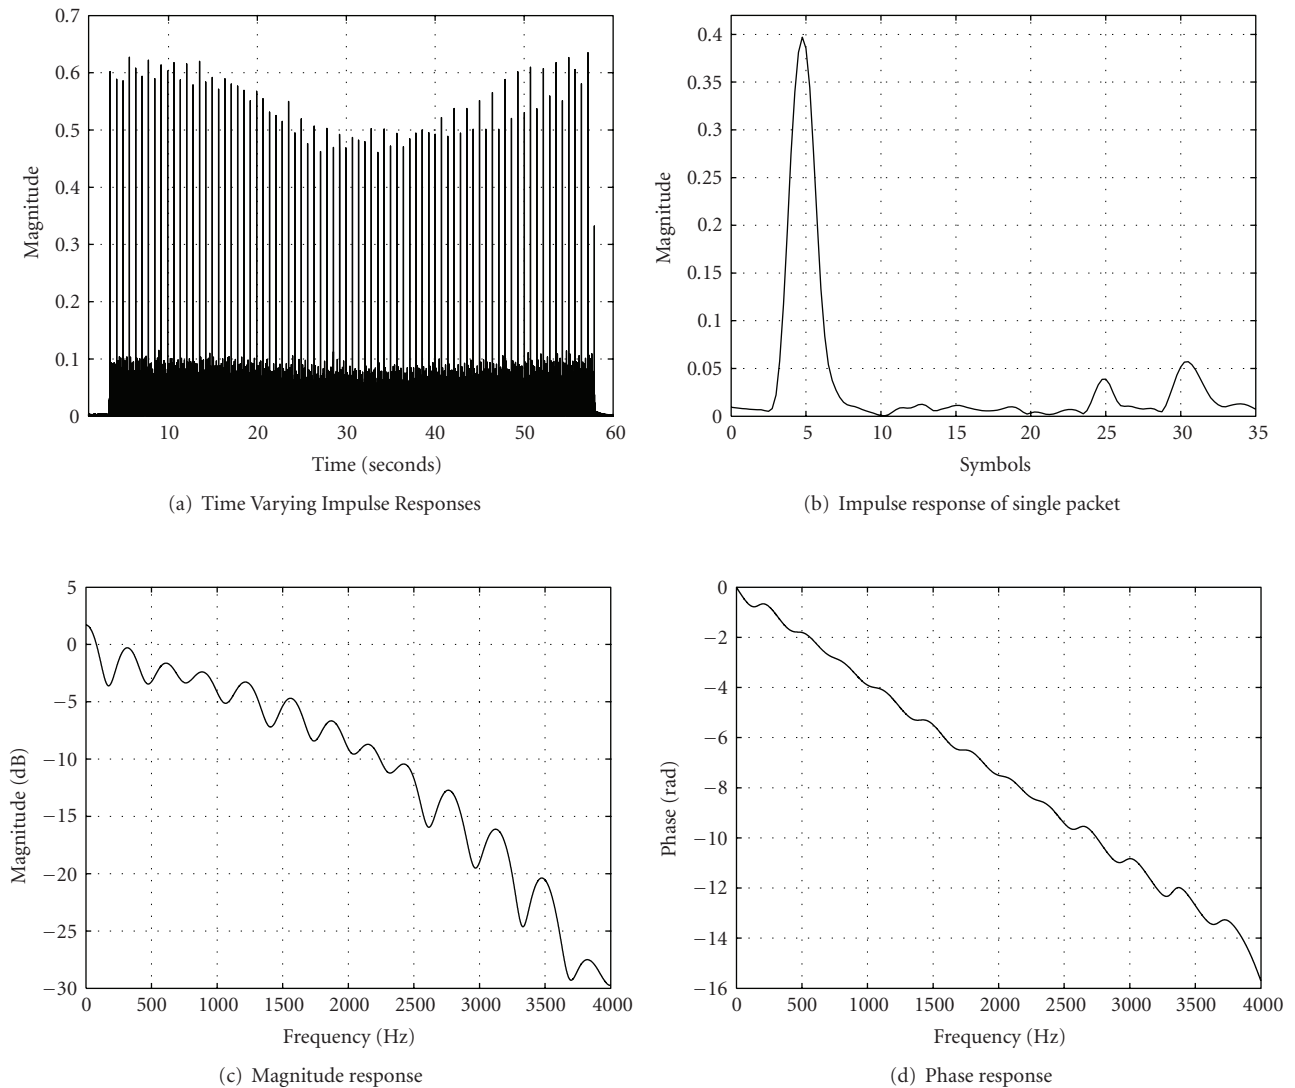 0.7
0.6
0.5
0.4
0.3
0.2
0.1
0
Magnitude
10 20 30 40 50 60
Time (seconds)
(a) Time Varying Impulse Responses
0.4
0.35
0.3
0.25
0.2
0.15
0.1
0.05
0
Magnitude
0 5 10 15 20 25 30 35
Symbols
(b) Impulse response of single packet
5
0
−5
−10
−15
−20
−25
−30
Magnitude (dB)
0 500 1000 1500 2000 2500 3000 3500 4000
Frequency (Hz)
(c) Magnitude response
0
−2
−4
−6
−8
−10
−12
−14
−16
Phase (rad)
0 500 1000 1500 2000 2500 3000 3500 4000
Frequency (Hz)
(d) Phase response